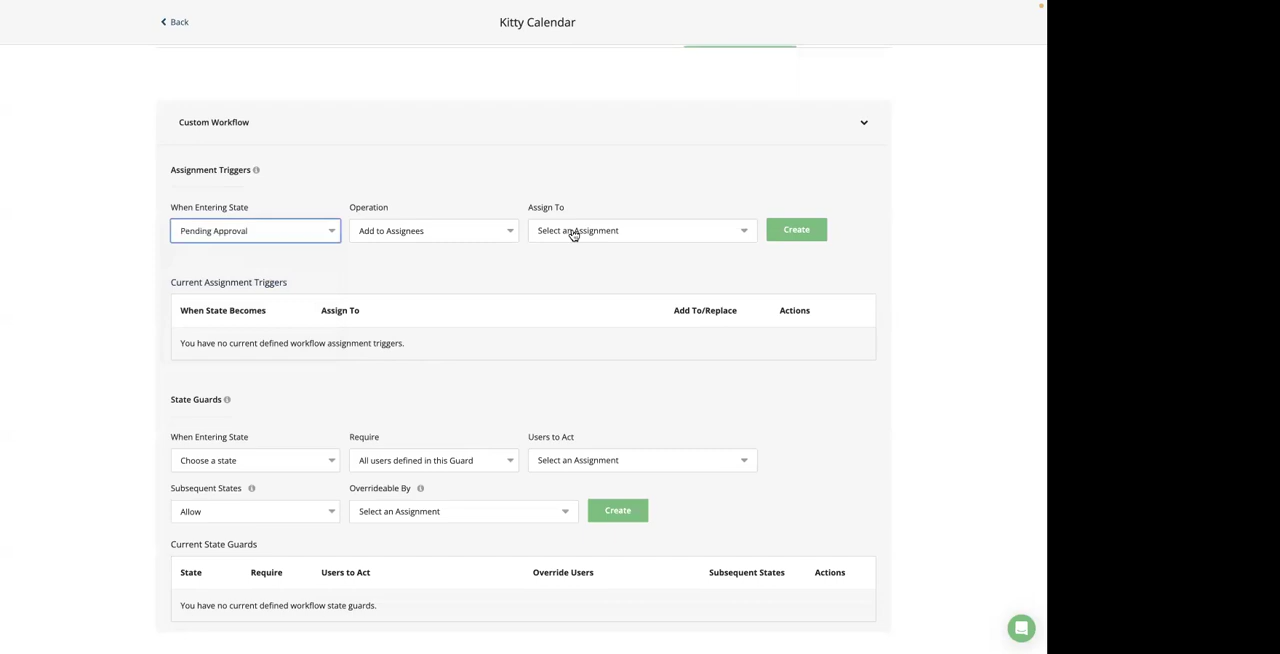 Back
Kitty Calendar
Custom Workflow
Assignment Triggers
When Entering State Operation Assign To
Pending Approval Add to Assignees Select an Assignment Create
Current Assignment Triggers
When State Becomes Assign To Add To/Replace Actions
You have no current defined workflow assignment triggers.
State Guards
When Entering State Require Users to Act
Choose a state All users defined in this Guard Select an Assignment
Subsequent States Overrideable By
Allow Select an Assignment Create
Current State Guards
State Require Users to Act Override Users Subsequent States Actions
You have no current defined workflow state guards.